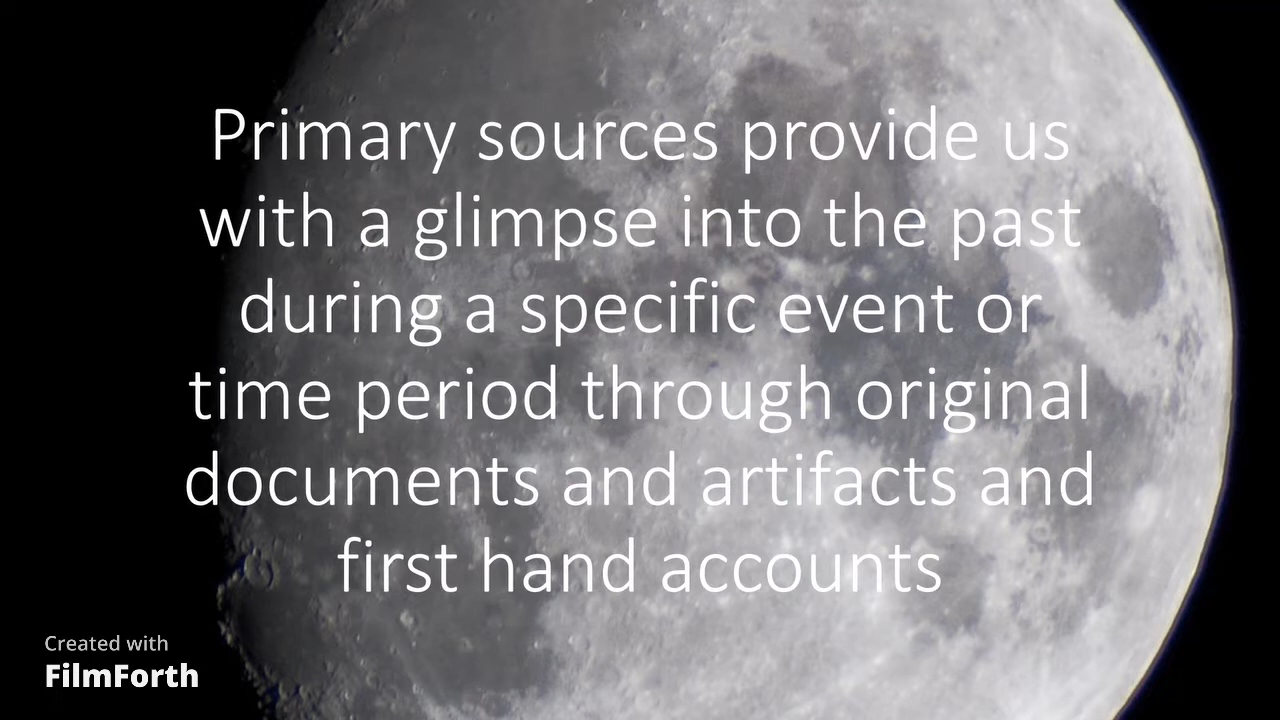 Primary sources provide us
with a glimpse into the past
during a specific event or
time period through original
documents and artifacts and
first hand accounts
Created with
FilmForth